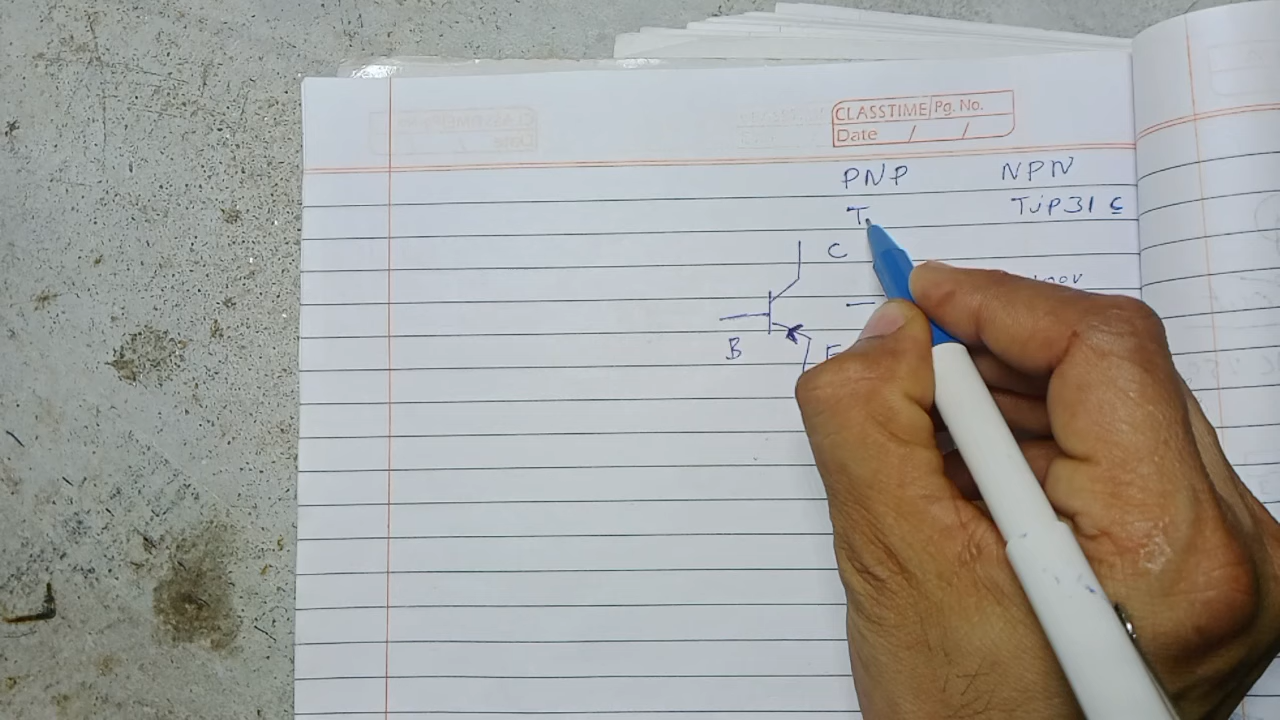 CLASSTIME Pg. No.
Date / /
PNP NPN
T TiP31 C
C
B